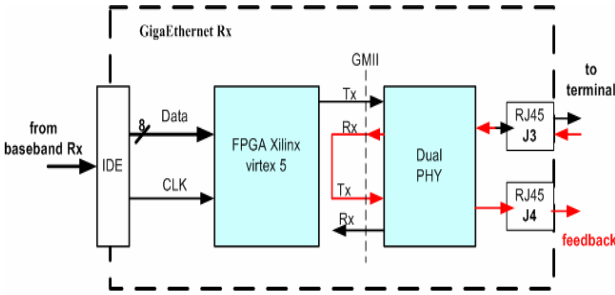 GigaEthernet Rx
GMII
to
terminal
from
baseband Rx
IDE
8
Data
CLK
FPGA Xilinx
virtex 5
Tx
Rx
Tx
Rx
Dual
PHY
RJ45
J3
RJ45
J4
feedback